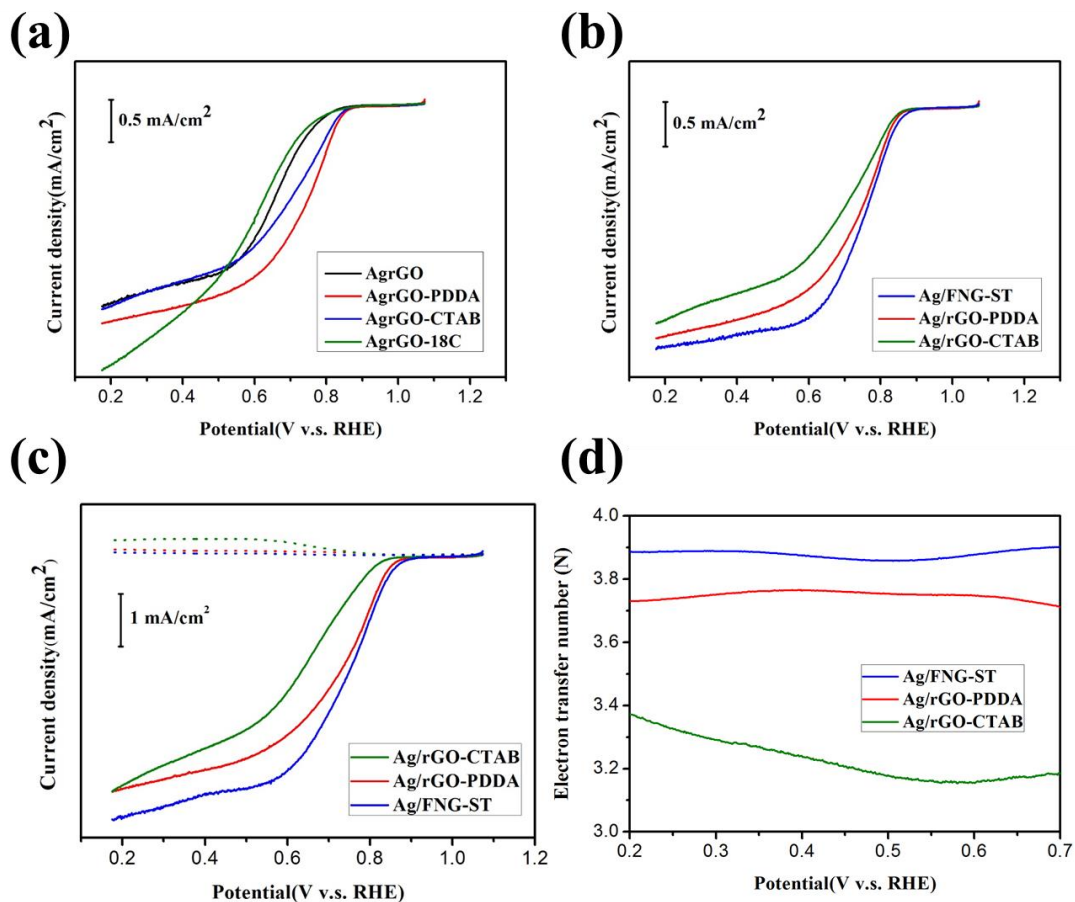 (a)
Current density(mA/cm²)
0.5 mA/cm²
AgrGO
AgrGO-PDDA
AgrGO-CTAB
AgrGO-18C
0.2 0.4 0.6 0.8 1.0 1.2
Potential(V v.s. RHE)
(b)
Current density(mA/cm²)
0.5 mA/cm²
Ag/FNG-ST
Ag/rGO-PDDA
Ag/rGO-CTAB
0.2 0.4 0.6 0.8 1.0 1.2
Potential(V v.s. RHE)
(c)
Current density(mA/cm²)
1 mA/cm²
Ag/rGO-CTAB
Ag/rGO-PDDA
Ag/FNG-ST
0.2 0.4 0.6 0.8 1.0 1.2
Potential(V v.s. RHE)
(d)
Electron transfer number (N)
4.0
3.8
3.6
3.4
3.2
3.0
Ag/FNG-ST
Ag/rGO-PDDA
Ag/rGO-CTAB
0.2 0.3 0.4 0.5 0.6 0.7
Potential(V v.s. RHE)